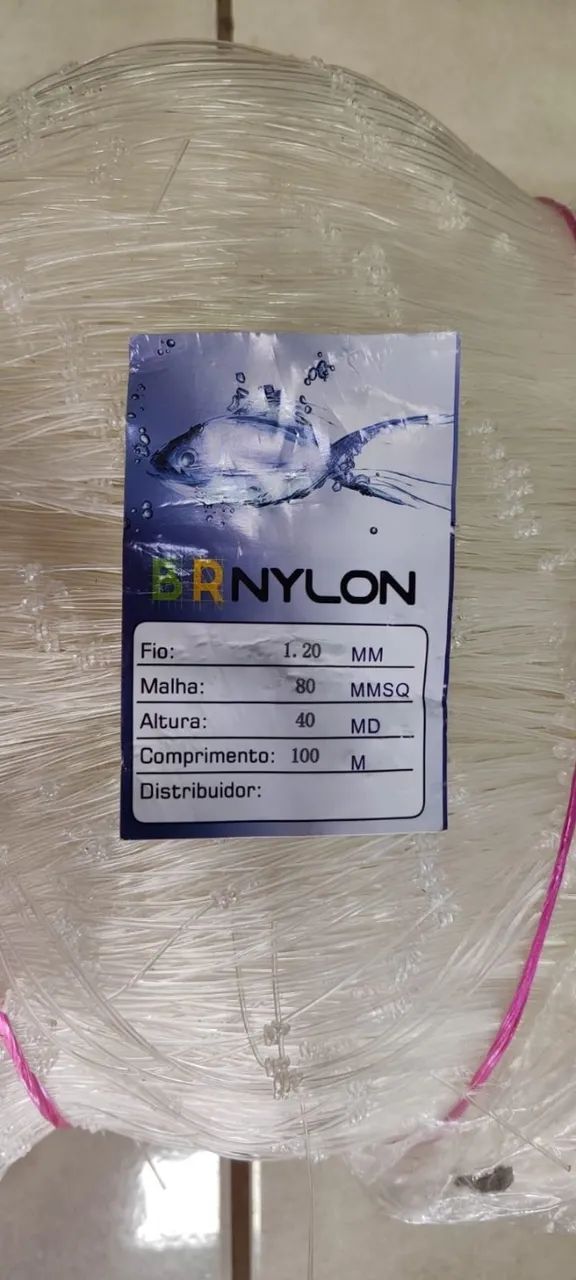 BRNYLON
Fio: 1.20 MM
Malha: 80 MMSQ
Altura: 40 MD
Comprimento: 100 M
Distribuidor: